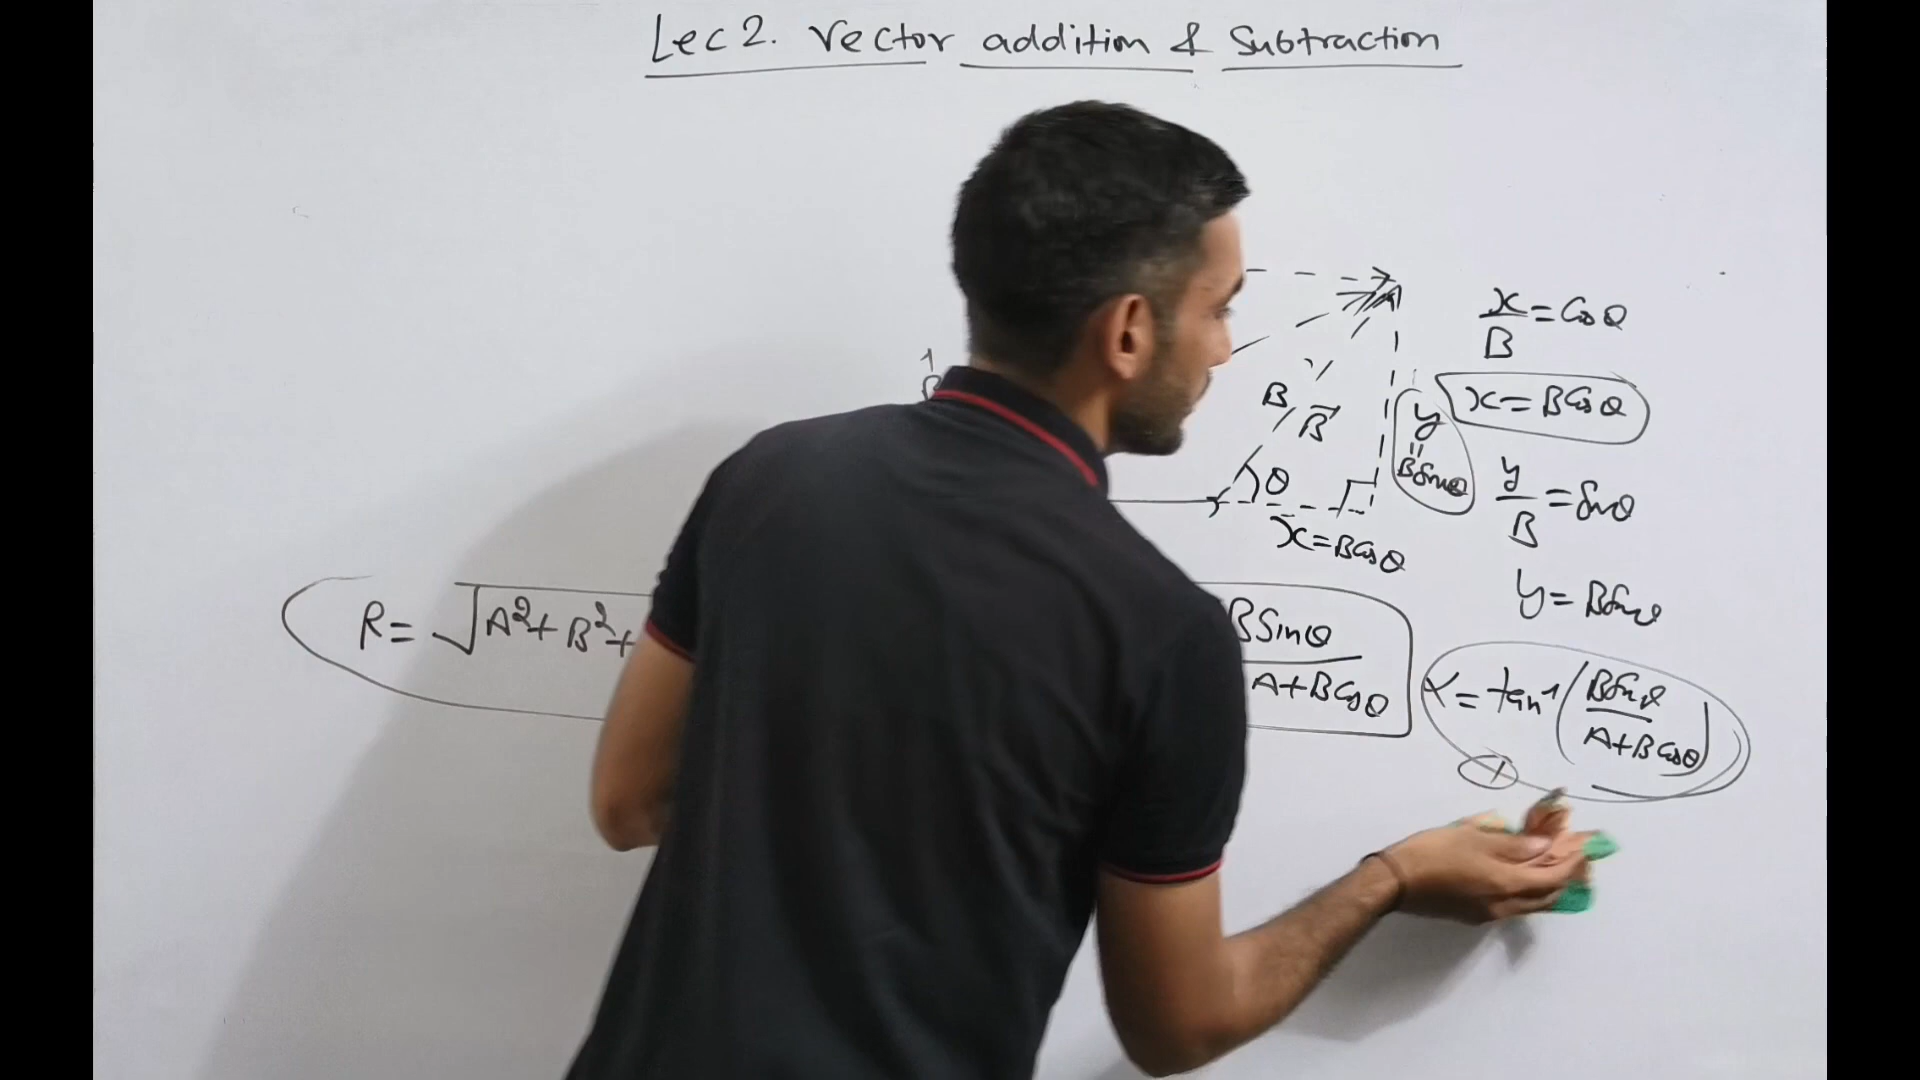 Lec 2. Vector addition & Subtraction
x/B = Cos θ
x = B Cos θ
B
B⃗
y
"
B Sin θ
y/B = Sin θ
θ
x = B Cos θ
y = B Sin θ
R = √A² + B² +
B Sin θ / A + B Cos θ
α = tan⁻¹ (B Sin θ / A + B Cos θ)